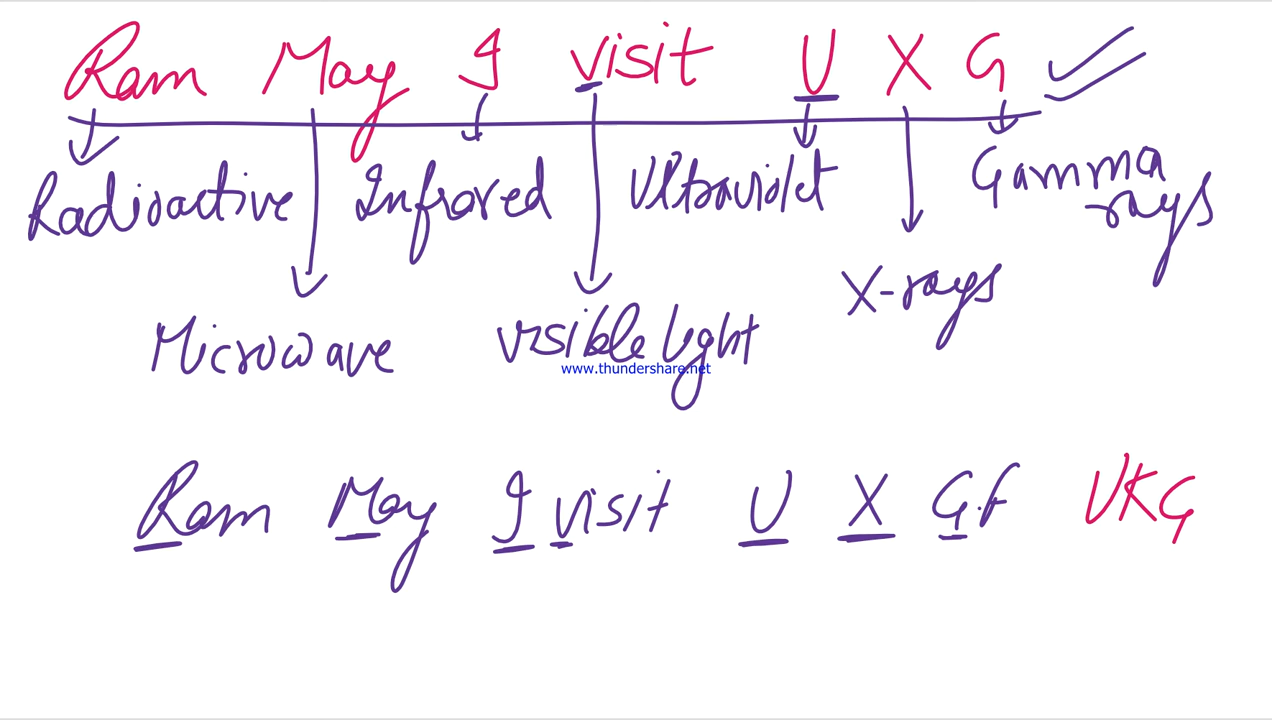 Ram May I visit U X G
Radioactive Infrared Ultraviolet Gamma rays
Microwave visible light X-rays
www.thundershare.net
Ram May I visit U X G.F UKG